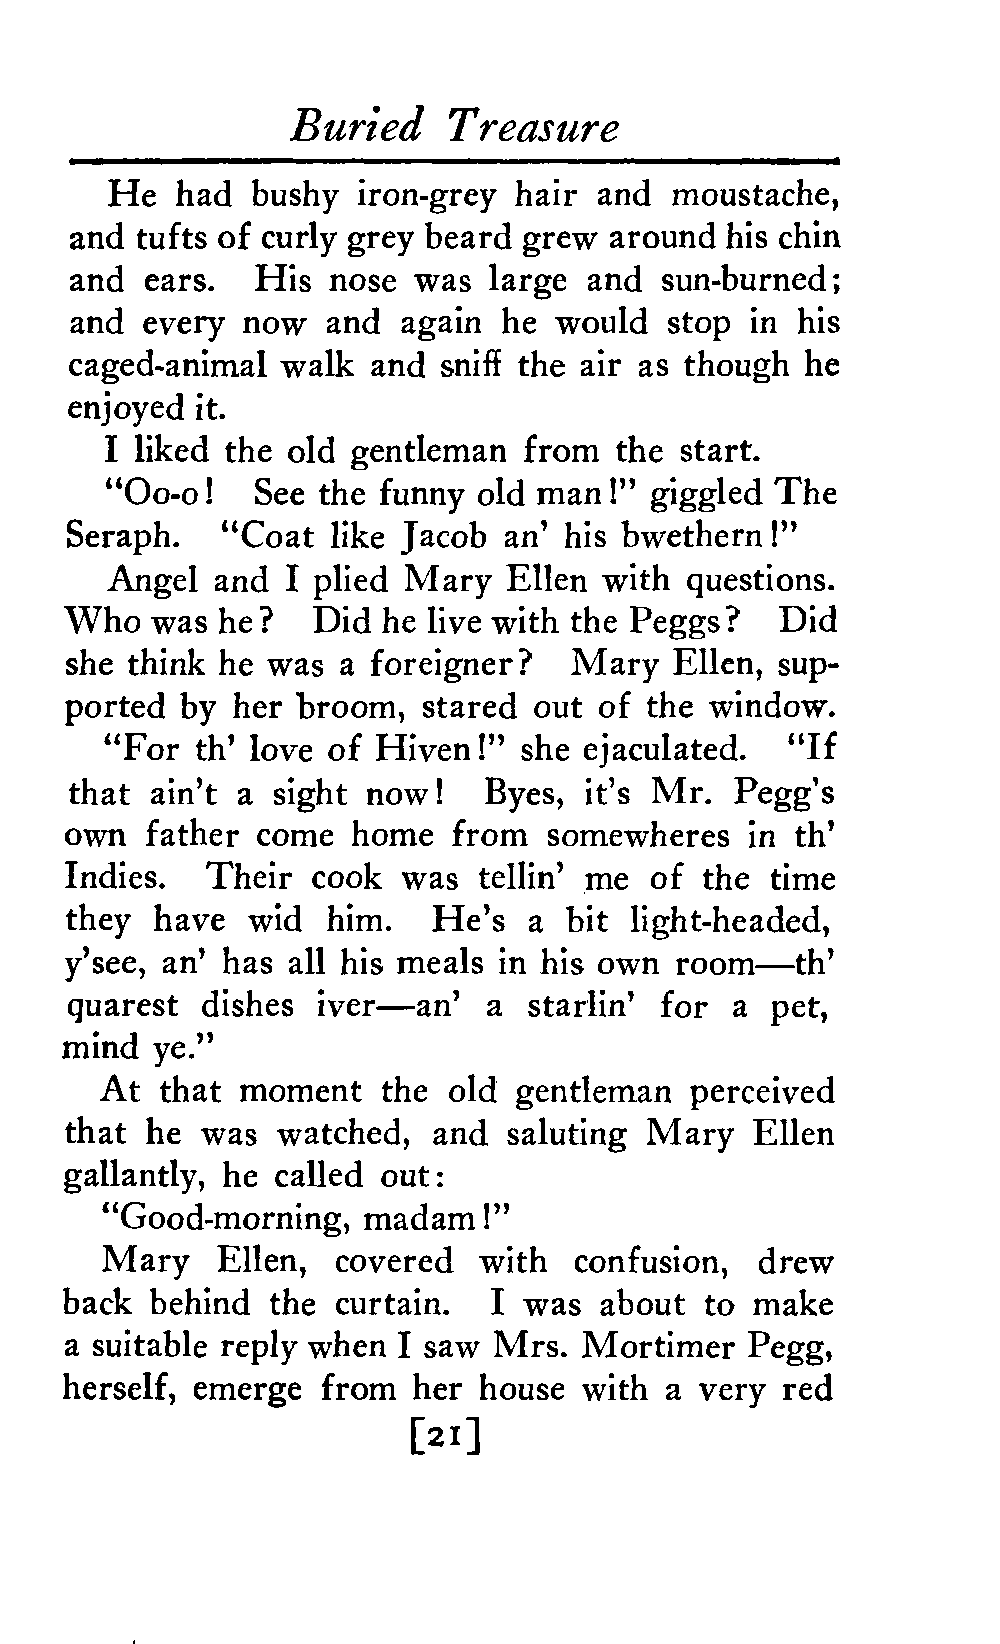 Buried Treasure
He had bushy iron-grey hair and moustache,
and tufts of curly grey beard grew around his chin
and ears. His nose was large and sun-burned;
and every now and again he would stop in his
caged-animal walk and sniff the air as though he
enjoyed it.
I liked the old gentleman from the start.
"Oo-o! See the funny old man!" giggled The
Seraph. "Coat like Jacob an' his bwethern!"
Angel and I plied Mary Ellen with questions.
Who was he? Did he live with the Peggs? Did
she think he was a foreigner? Mary Ellen, sup-
ported by her broom, stared out of the window.
"For th' love of Hiven!" she ejaculated. "If
that ain't a sight now! Byes, it's Mr. Pegg's
own father come home from somewheres in th'
Indies. Their cook was tellin' me of the time
they have wid him. He's a bit light-headed,
y'see, an' has all his meals in his own room—th'
quarest dishes iver—an' a starlin' for a pet,
mind ye."
At that moment the old gentleman perceived
that he was watched, and saluting Mary Ellen
gallantly, he called out:
"Good-morning, madam!"
Mary Ellen, covered with confusion, drew
back behind the curtain. I was about to make
a suitable reply when I saw Mrs. Mortimer Pegg,
herself, emerge from her house with a very red
[21]